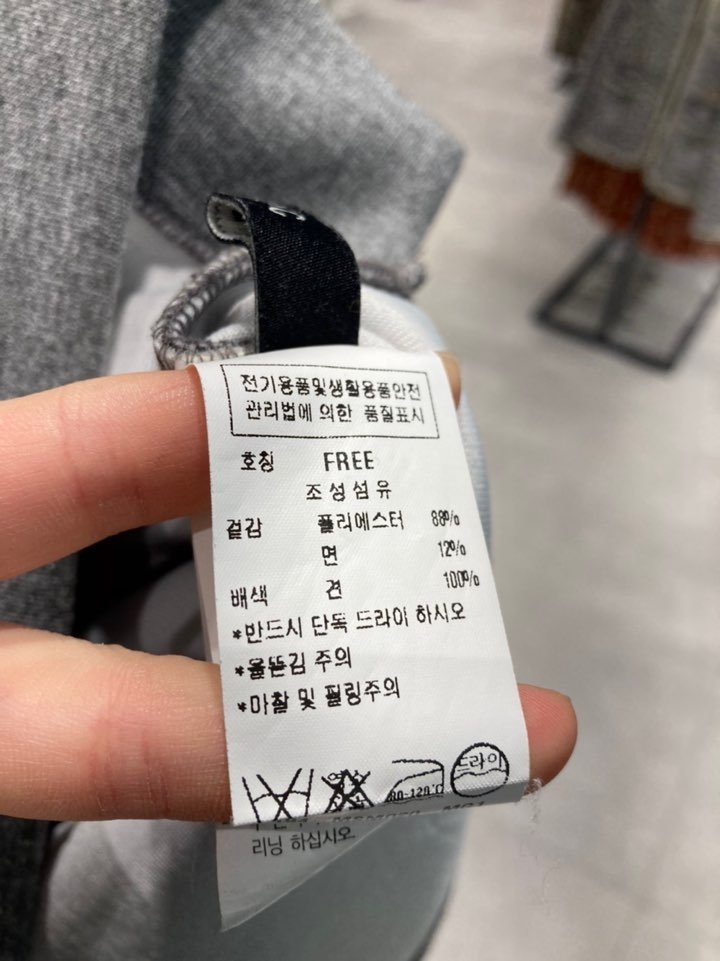 전기용품및생활용품안전
관리법에 의한 품질표시
호칭 FREE
조성섬유
겉감 폴리에스터 88%
면 12%
배색 견 100%
*반드시 단독 드라이 하시오
*올뜯김 주의
*마찰 및 필링주의
80-120℃ 드라이
리닝 하십시오